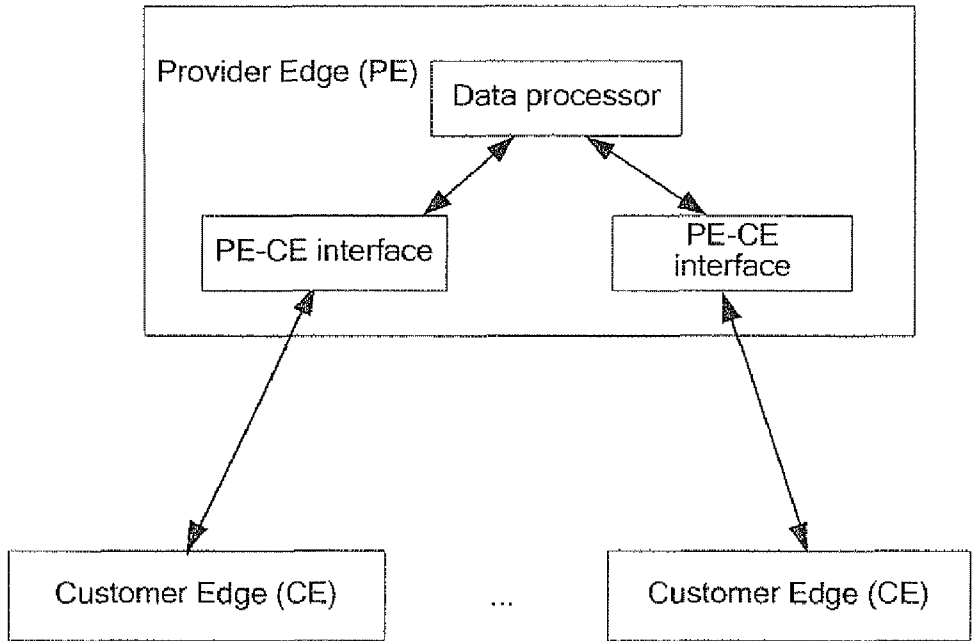 Provider Edge (PE)
Data processor
PE-CE interface
PE-CE
interface
Customer Edge (CE)
...
Customer Edge (CE)